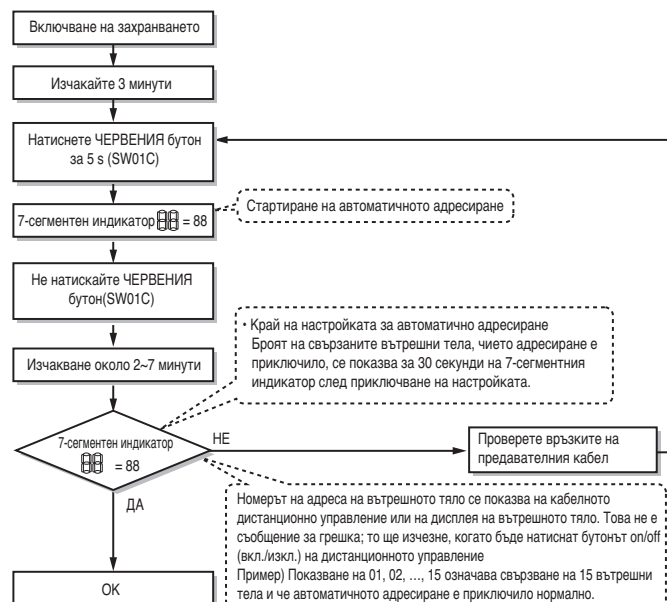 Включване на захранването
Изчакайте 3 минути
Натиснете ЧЕРВЕНИЯ бутон
за 5 s (SW01C)
7-сегментен индикатор 88 = 88
Стартиране на автоматичното адресиране
Не натискайте ЧЕРВЕНИЯ
бутон(SW01C)
• Край на настройката за автоматично адресиране
Броят на свързаните вътрешни тела, чието адресиране е
приключило, се показва за 30 секунди на 7-сегментния
индикатор след приключване на настройката.
Изчакване около 2~7 минути
7-сегментен индикатор
88 = 88
НЕ
Проверете връзките на
предавателния кабел
ДА
Номерът на адреса на вътрешното тяло се показва на кабелното
дистанционно управление или на дисплея на вътрешното тяло. Това не е
съобщение за грешка; то ще изчезне, когато бъде натиснат бутонът on/off
(вкл./изкл.) на дистанционното управление
Пример) Показване на 01, 02, ..., 15 означава свързване на 15 вътрешни
тела и че автоматичното адресиране е приключило нормално.
OK